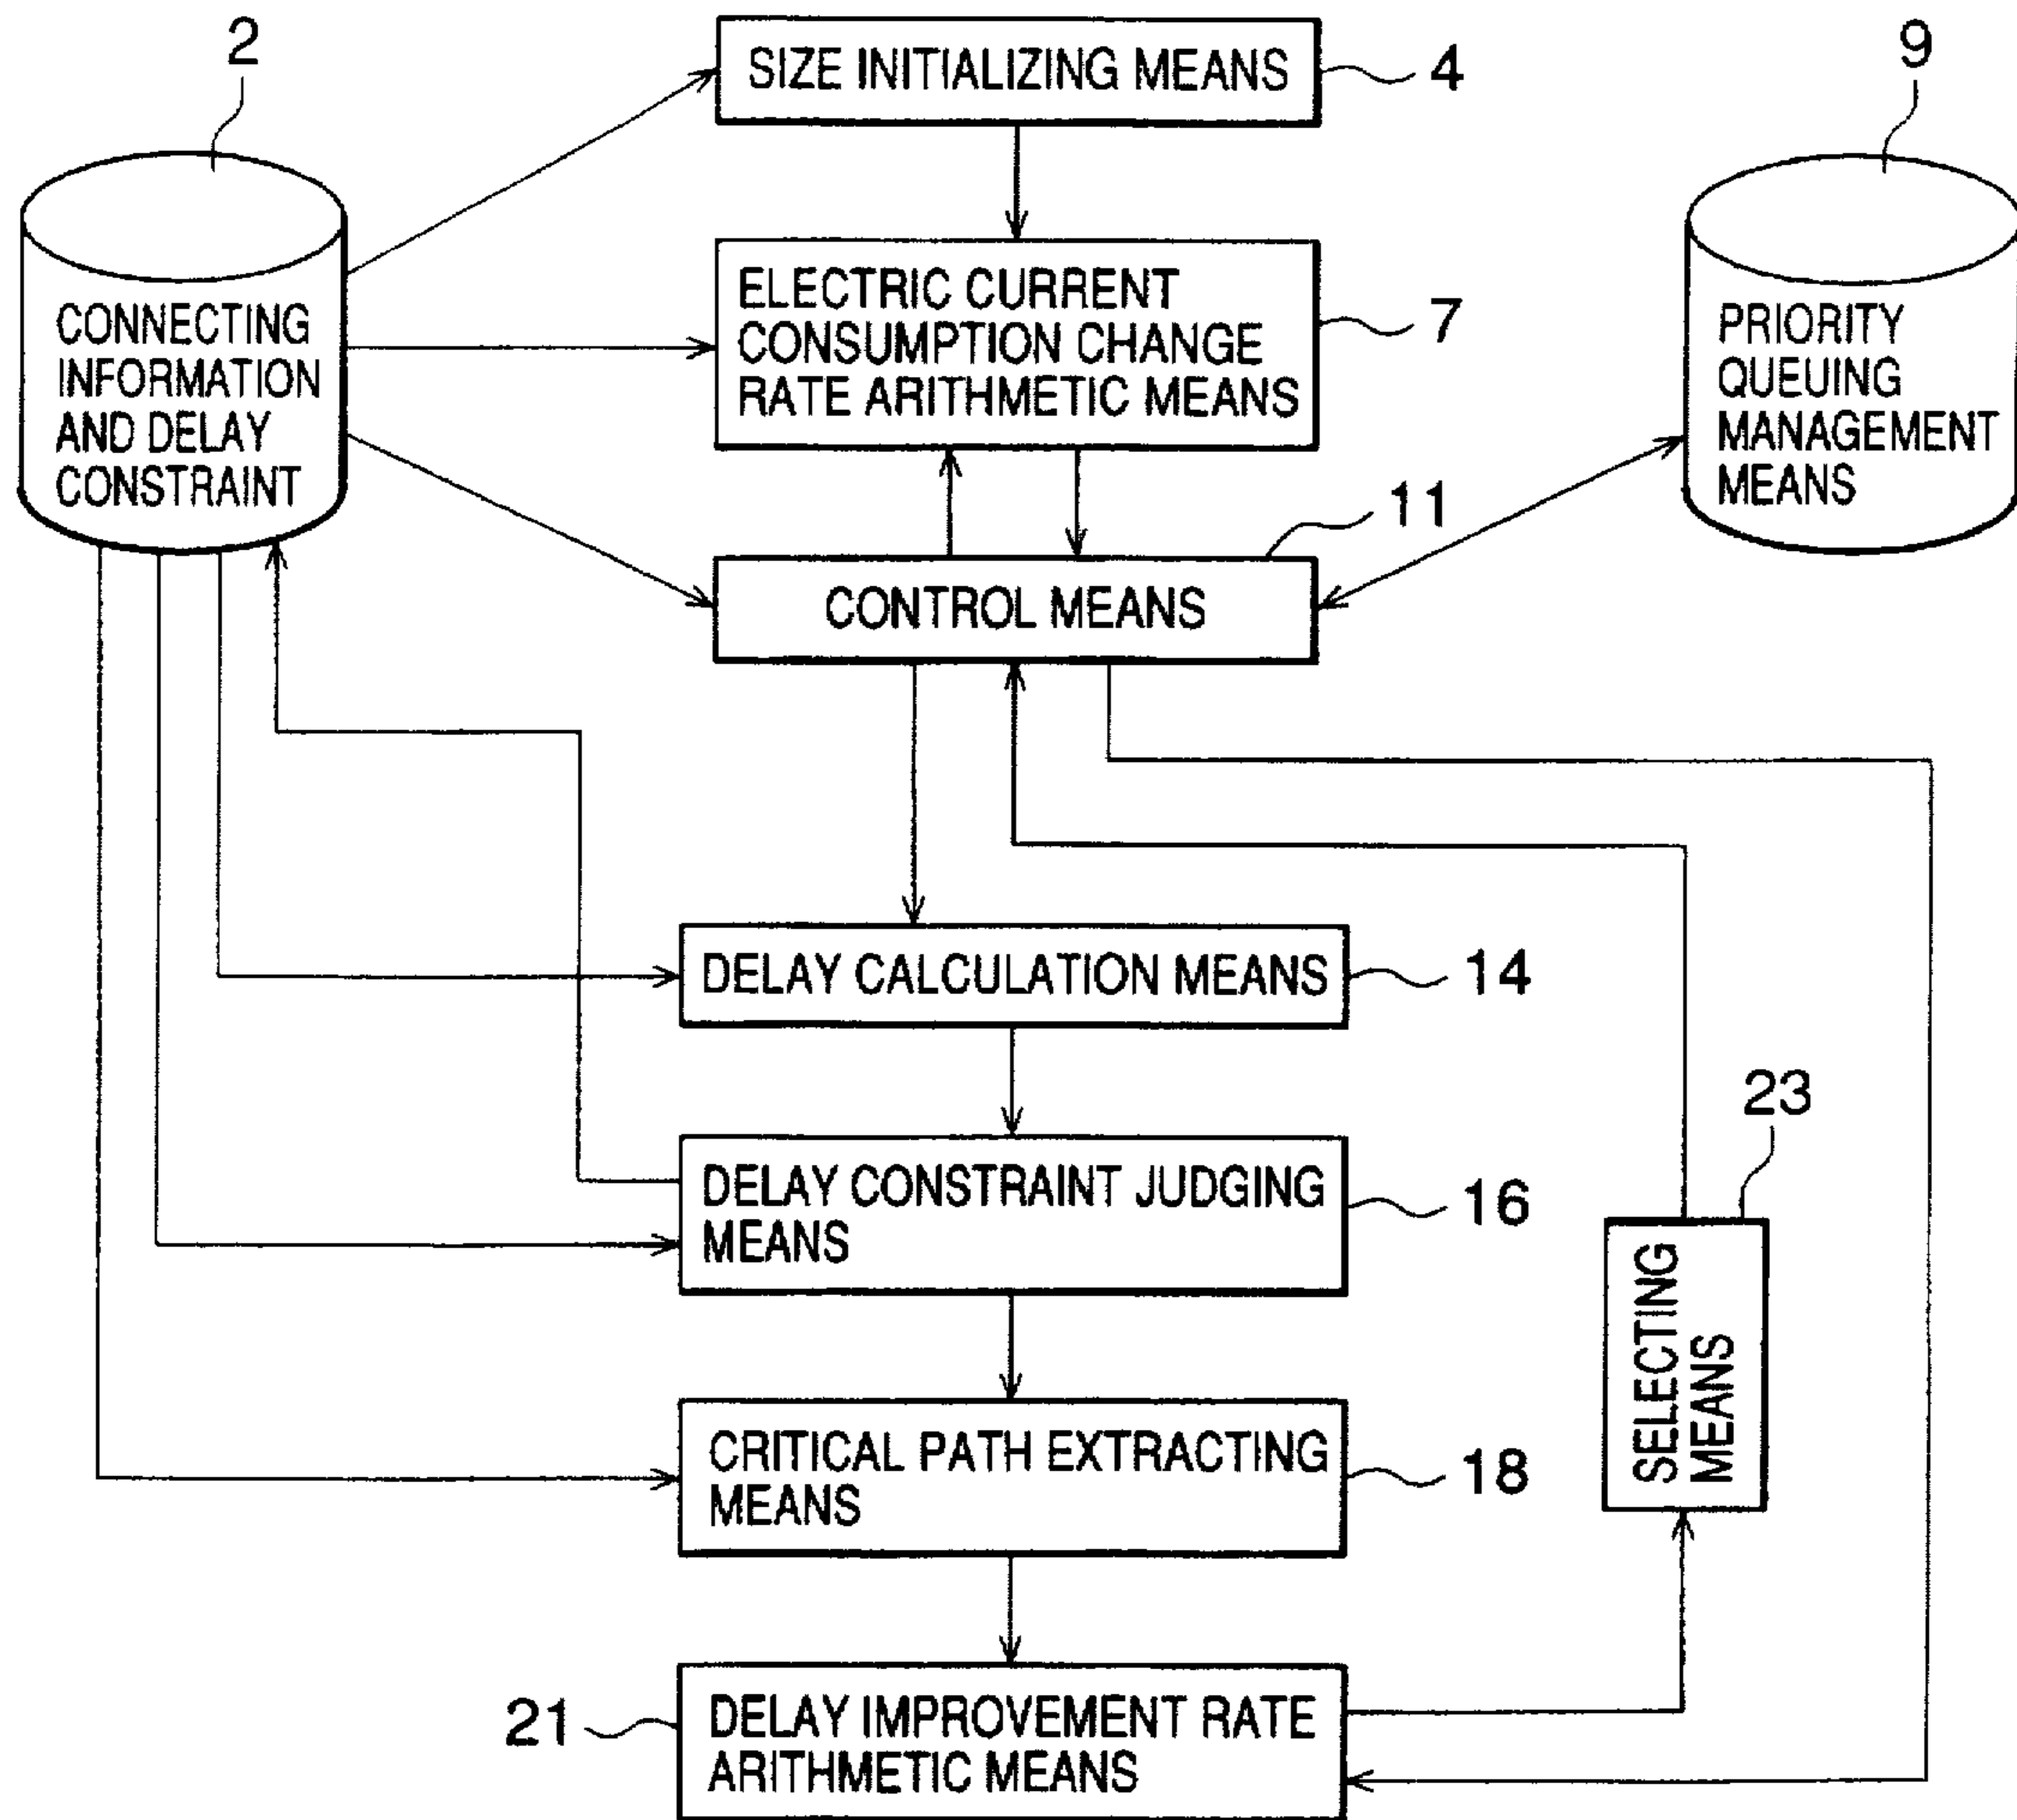 2
SIZE INITIALIZING MEANS
4
9
CONNECTING
INFORMATION
AND DELAY
CONSTRAINT
ELECTRIC CURRENT
CONSUMPTION CHANGE
RATE ARITHMETIC MEANS
7
PRIORITY
QUEUING
MANAGEMENT
MEANS
11
CONTROL MEANS
DELAY CALCULATION MEANS
14
DELAY CONSTRAINT JUDGING
MEANS
16
23
SELECTING
MEANS
CRITICAL PATH EXTRACTING
MEANS
18
21
DELAY IMPROVEMENT RATE
ARITHMETIC MEANS